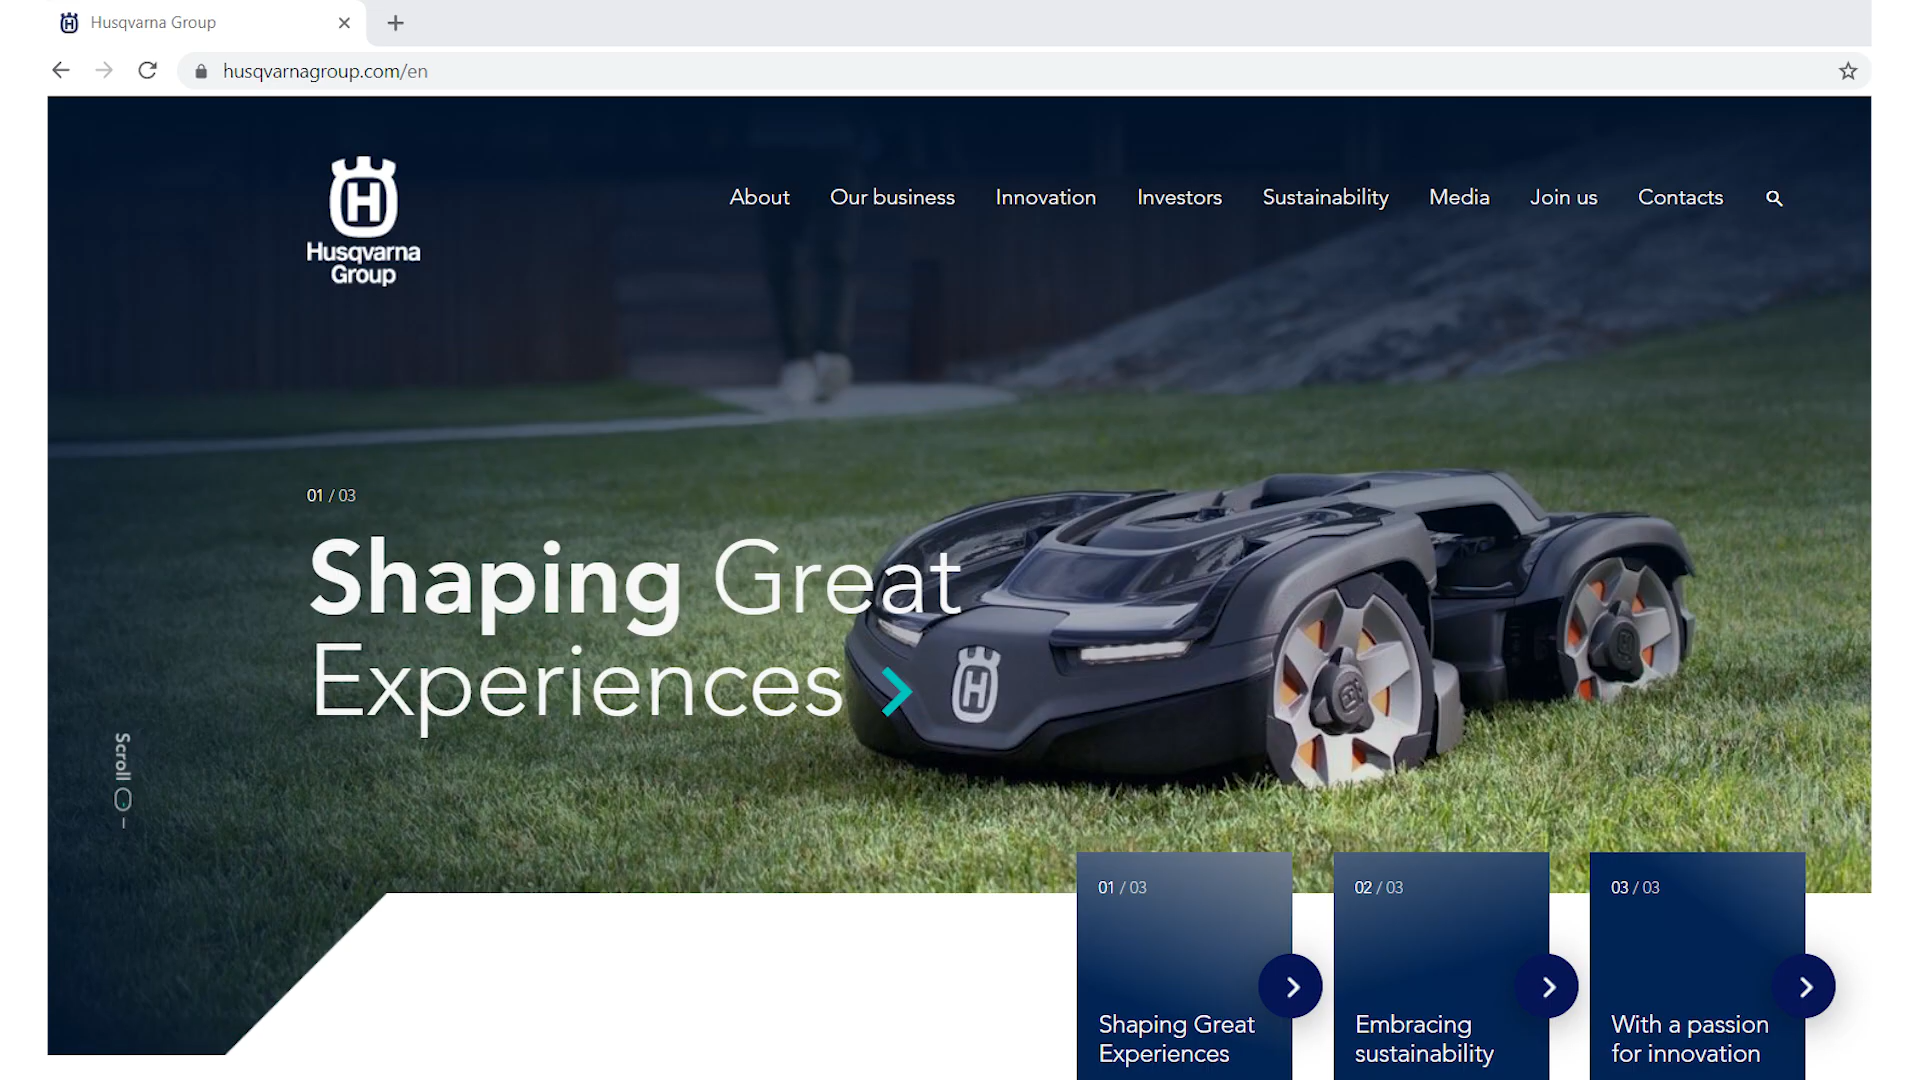 Husqvarna Group
husqvarnagroup.com/en
Husqvarna
Group
About Our business Innovation Investors Sustainability Media Join us Contacts
01 / 03
Shaping Great
Experiences
Scroll
H
01 / 03
Shaping Great
Experiences
02 / 03
Embracing
sustainability
03 / 03
With a passion
for innovation